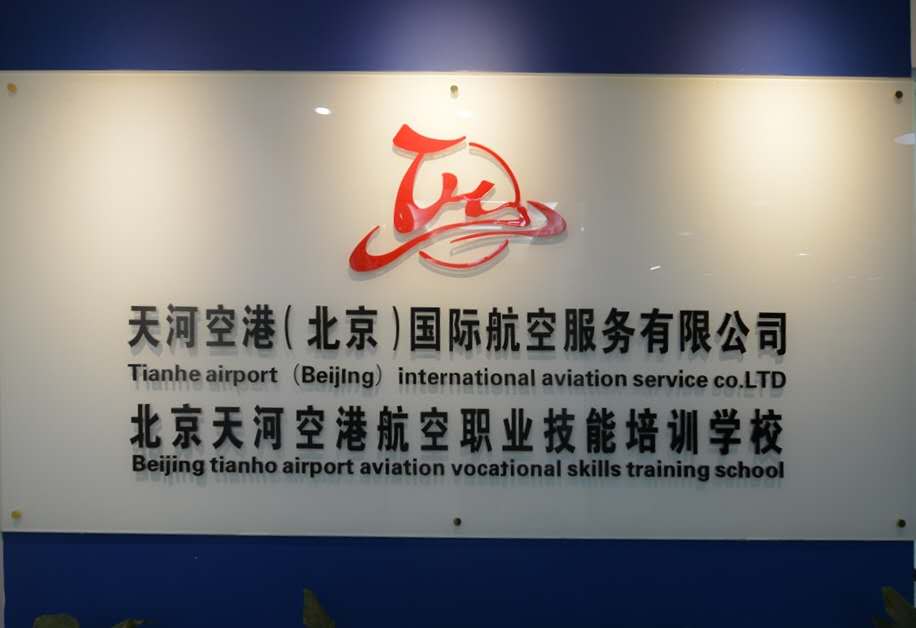 天河空港(北京)国际航空服务有限公司
Tianhe airport (BeijIng) international aviation service co.LTD
北京天河空港航空职业技能培训学校
Beijing tianho airport aviation vocational skills training school